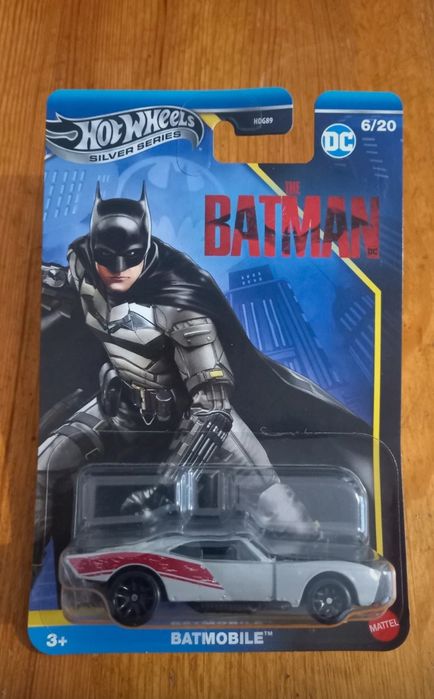 HOT WHEELS
SILVER SERIES
HDG89
6/20
DC
THE
BATMAN
DC
3+
BATMOBILE™
MATTEL